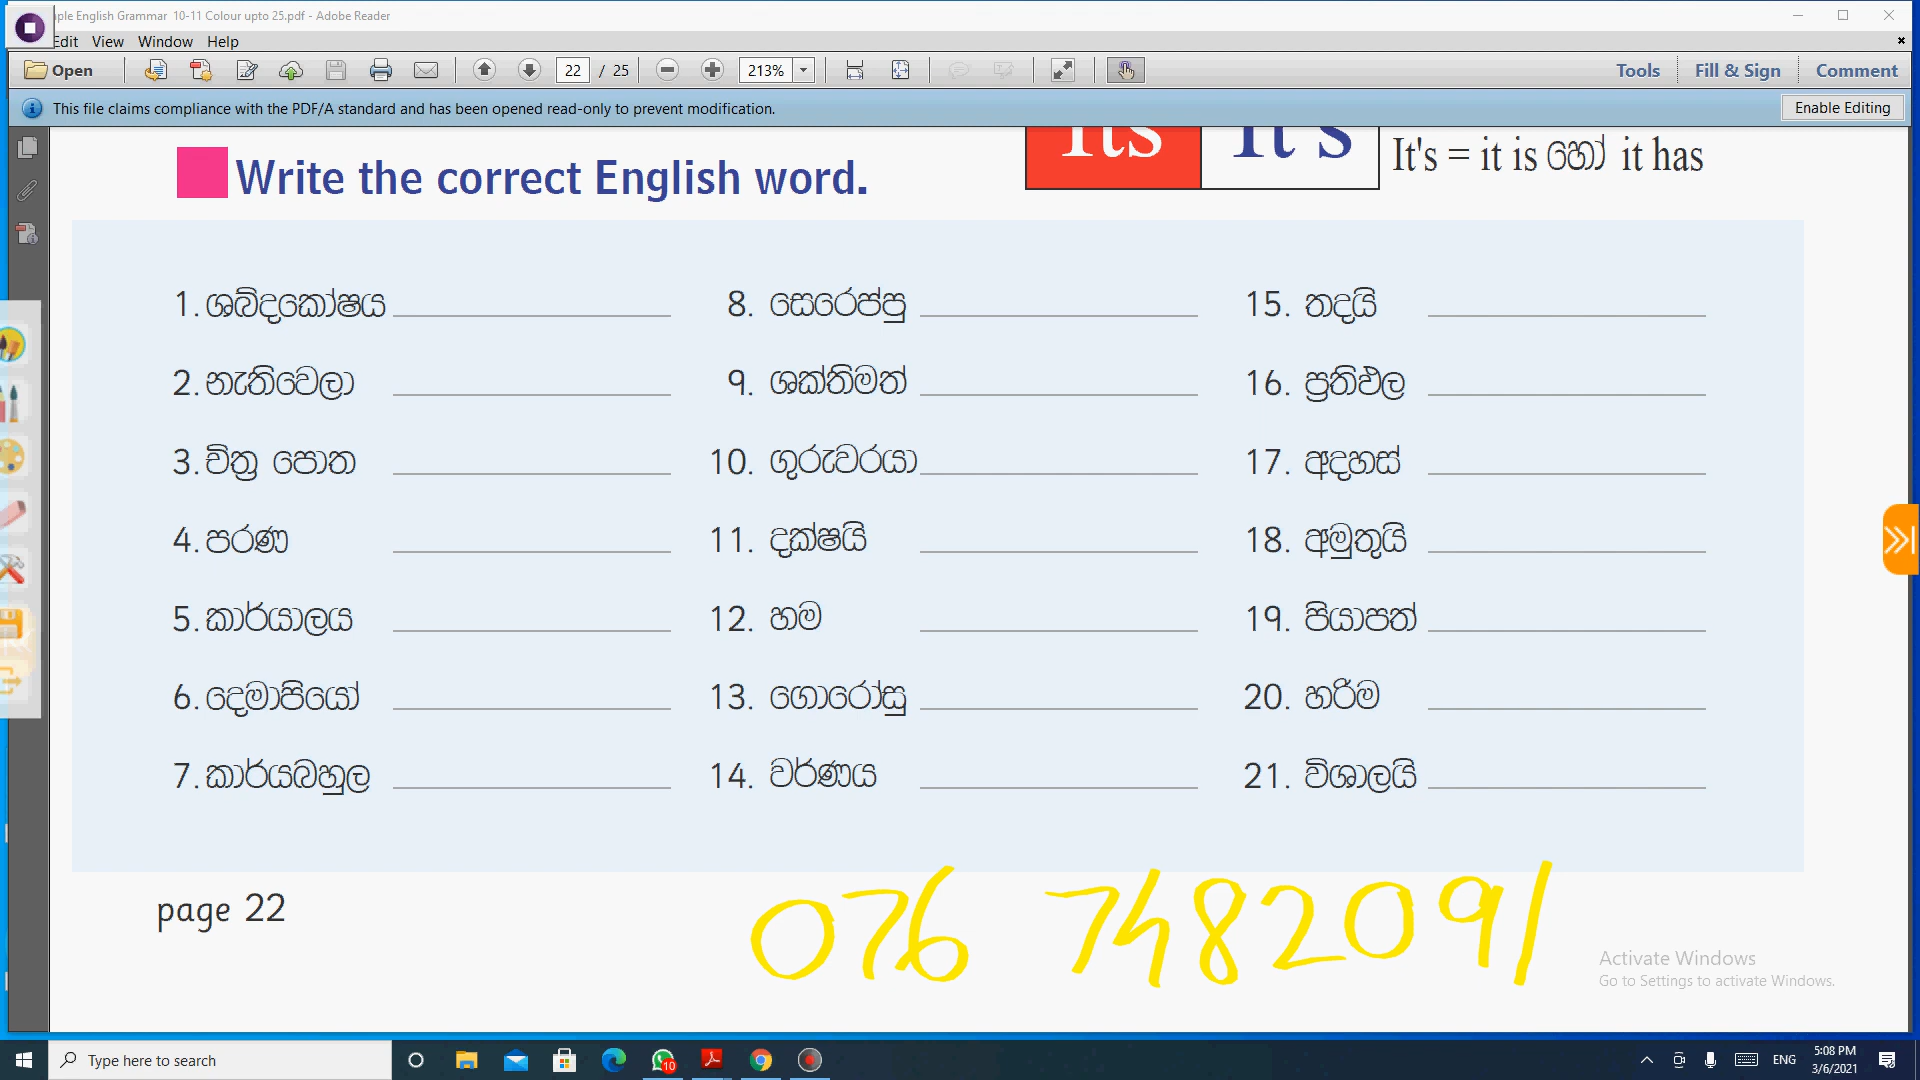 ple English Grammar 10-11 Colour upto 25.pdf - Adobe Reader
Edit View Window Help
Open 22 / 25 213% Tools Fill & Sign Comment
This file claims compliance with the PDF/A standard and has been opened read-only to prevent modification. Enable Editing
Its It's It's = it is හෝ it has
Write the correct English word.
1. ශබ්දකෝෂය 8. සෙරෙප්පු 15. තදයි
2. නැතිවෙලා 9. ශක්තිමත් 16. ප්‍රතිඵල
3. චිත්‍ර පොත 10. ගුරුවරයා 17. අදහස්
4. පරණ 11. දක්ෂයි 18. අමුතුයි
5. කාර්යාලය 12. හම 19. පියාපත්
6. දෙමාපියෝ 13. ගොරෝසු 20. හරිම
7. කාර්යබහුල 14. වර්ණය 21. විශාලයි
page 22
076 7482091
Activate Windows
Go to Settings to activate Windows.
Type here to search 10 ENG 5:08 PM
3/6/2021